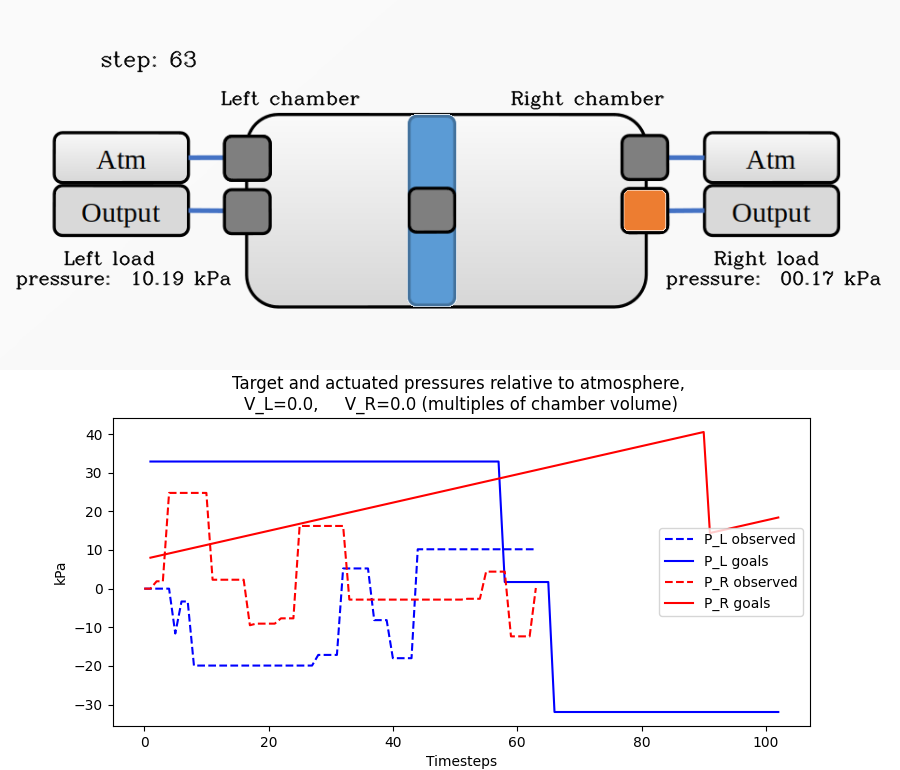 step: 63
Left chamber
Right chamber
Atm
Atm
Output
Output
Left load
pressure: 10.19 kPa
Right load
pressure: 00.17 kPa
Target and actuated pressures relative to atmosphere,
V_L=0.0, V_R=0.0 (multiples of chamber volume)
40
30
20
10
0
−10
−20
−30
kPa
P_L observed
P_L goals
P_R observed
P_R goals
0 20 40 60 80 100
Timesteps